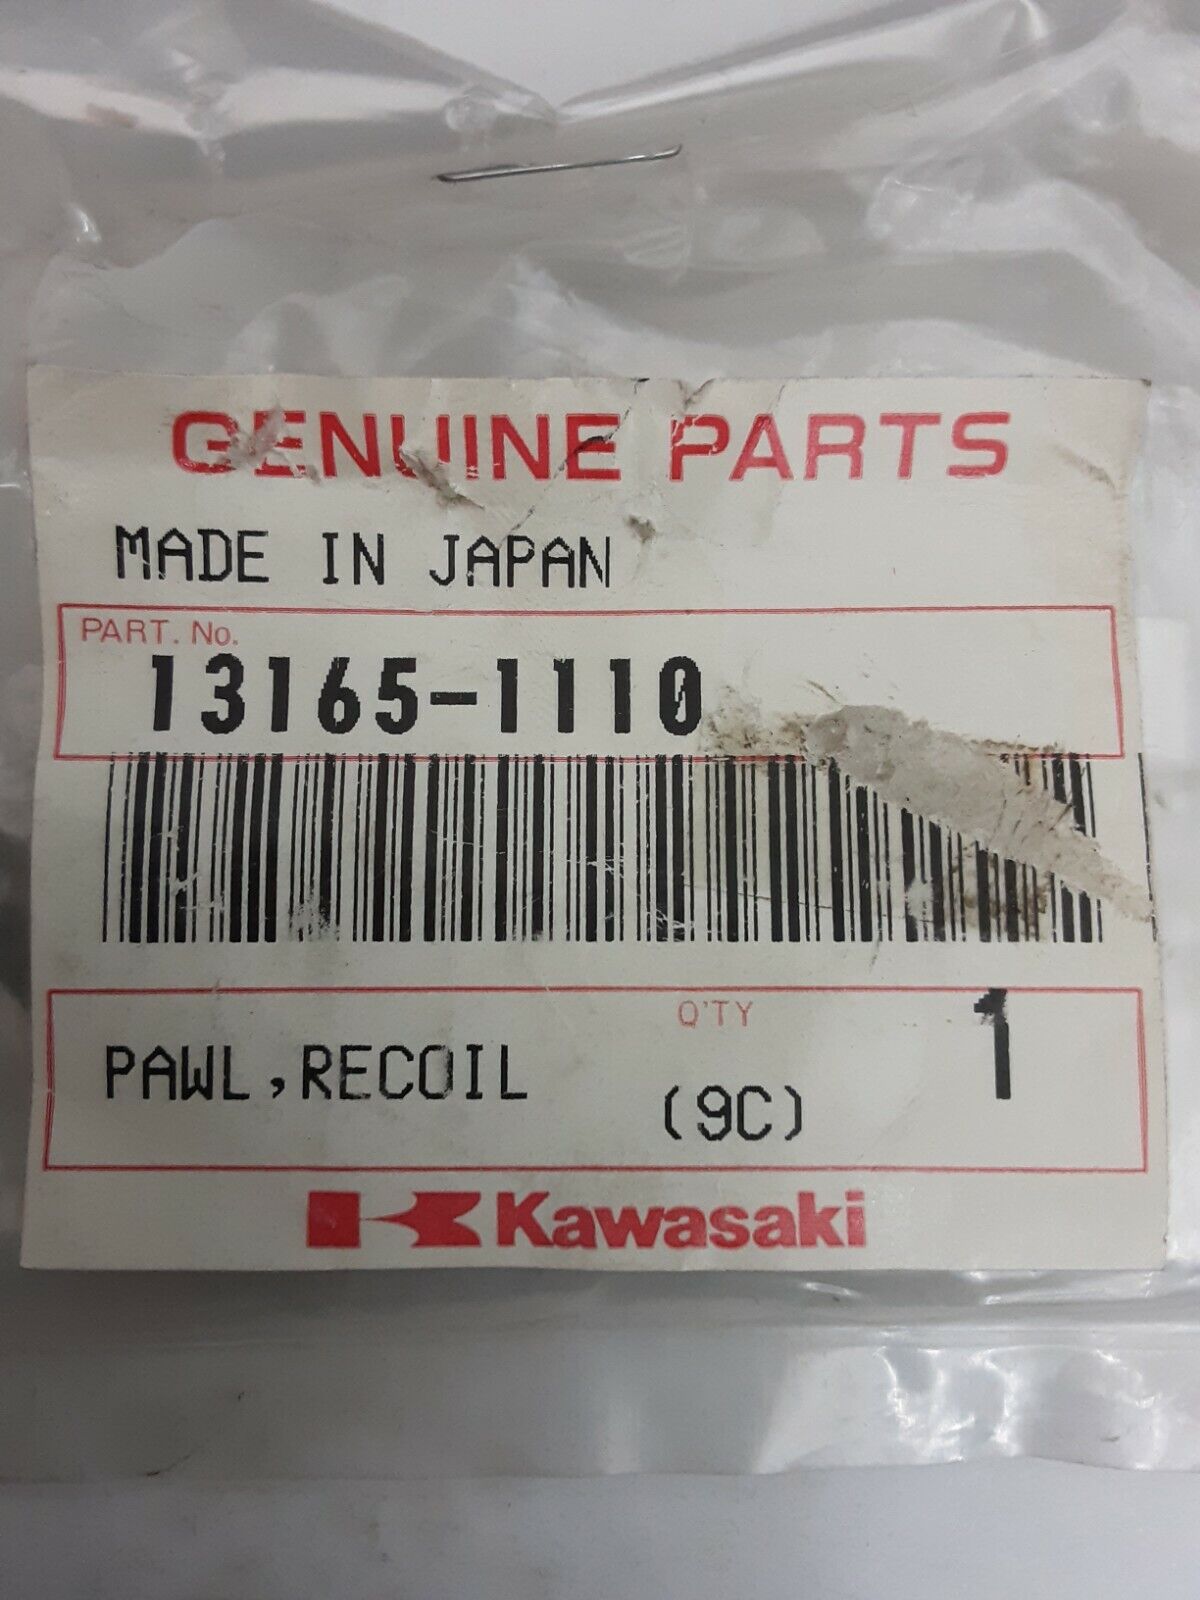 GENUINE PARTS
MADE IN JAPAN
PART. No.
13165-1110
Q'TY
1
PAWL,RECOIL
(9C)
Kawasaki